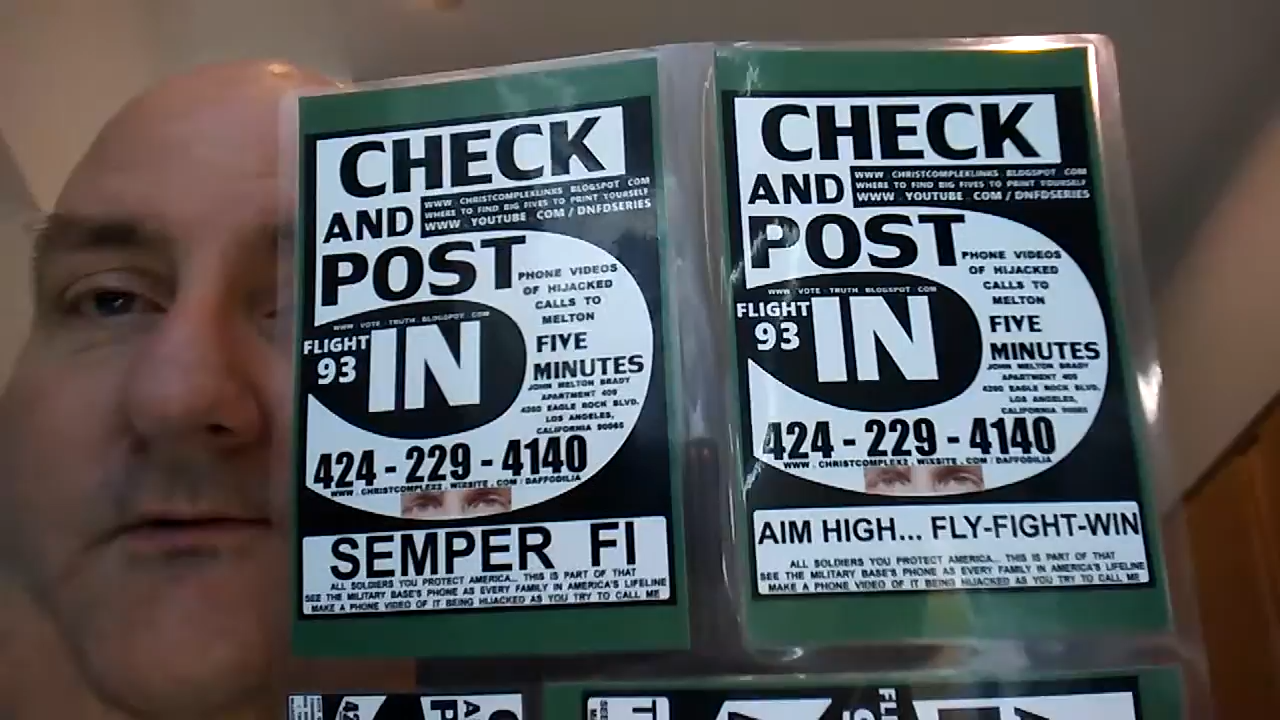 CHECK
AND
WWW . CHRISTCOMPLEXLINKS BLOGSPOT COM
WHERE TO FIND BIG FIVES TO PRINT YOURSELF
WWW . YOUTUBE . COM / DNFDSERIES
POST
PHONE VIDEOS
OF HIJACKED
CALLS TO
MELTON
WWW . VOTE - TRUTH . BLOGSPOT . COM
FLIGHT
93
IN
FIVE
MINUTES
JOHN MELTON BRADY
APARTMENT 409
4260 EAGLE ROCK BLVD.
LOS ANGELES,
CALIFORNIA 90065
424 - 229 - 4140
WWW . CHRISTCOMPLEX2 . WIXSITE . COM / DAFFODILIA
SEMPER FI
ALL SOLDIERS YOU PROTECT AMERICA... THIS IS PART OF THAT
SEE THE MILITARY BASE'S PHONE AS EVERY FAMILY IN AMERICA'S LIFELINE
MAKE A PHONE VIDEO OF IT BEING HIJACKED AS YOU TRY TO CALL ME
CHECK
AND
WWW . CHRISTCOMPLEXLINKS BLOGSPOT COM
WHERE TO FIND BIG FIVES TO PRINT YOURSELF
WWW . YOUTUBE . COM / DNFDSERIES
POST
PHONE VIDEOS
OF HIJACKED
CALLS TO
MELTON
WWW . VOTE - TRUTH . BLOGSPOT . COM
FLIGHT
93
IN
FIVE
MINUTES
JOHN MELTON BRADY
APARTMENT 409
4260 EAGLE ROCK BLVD.
LOS ANGELES,
CALIFORNIA 90065
424 - 229 - 4140
WWW . CHRISTCOMPLEX2 . WIXSITE . COM / DAFFODILIA
AIM HIGH... FLY-FIGHT-WIN
ALL SOLDIERS YOU PROTECT AMERICA... THIS IS PART OF THAT
SEE THE MILITARY BASE'S PHONE AS EVERY FAMILY IN AMERICA'S LIFELINE
MAKE A PHONE VIDEO OF IT BEING HIJACKED AS YOU TRY TO CALL ME